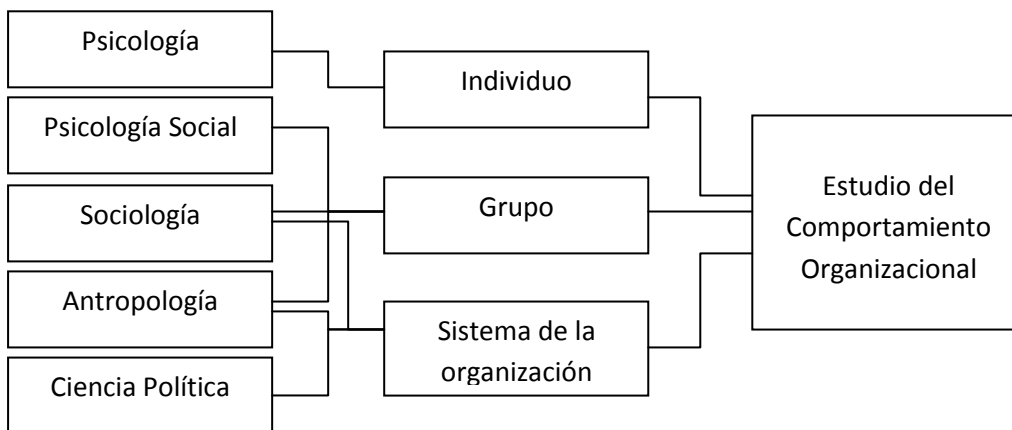 Psicología
Psicología Social
Sociología
Antropología
Ciencia Política
Individuo
Grupo
Sistema de la
organización
Estudio del
Comportamiento
Organizacional